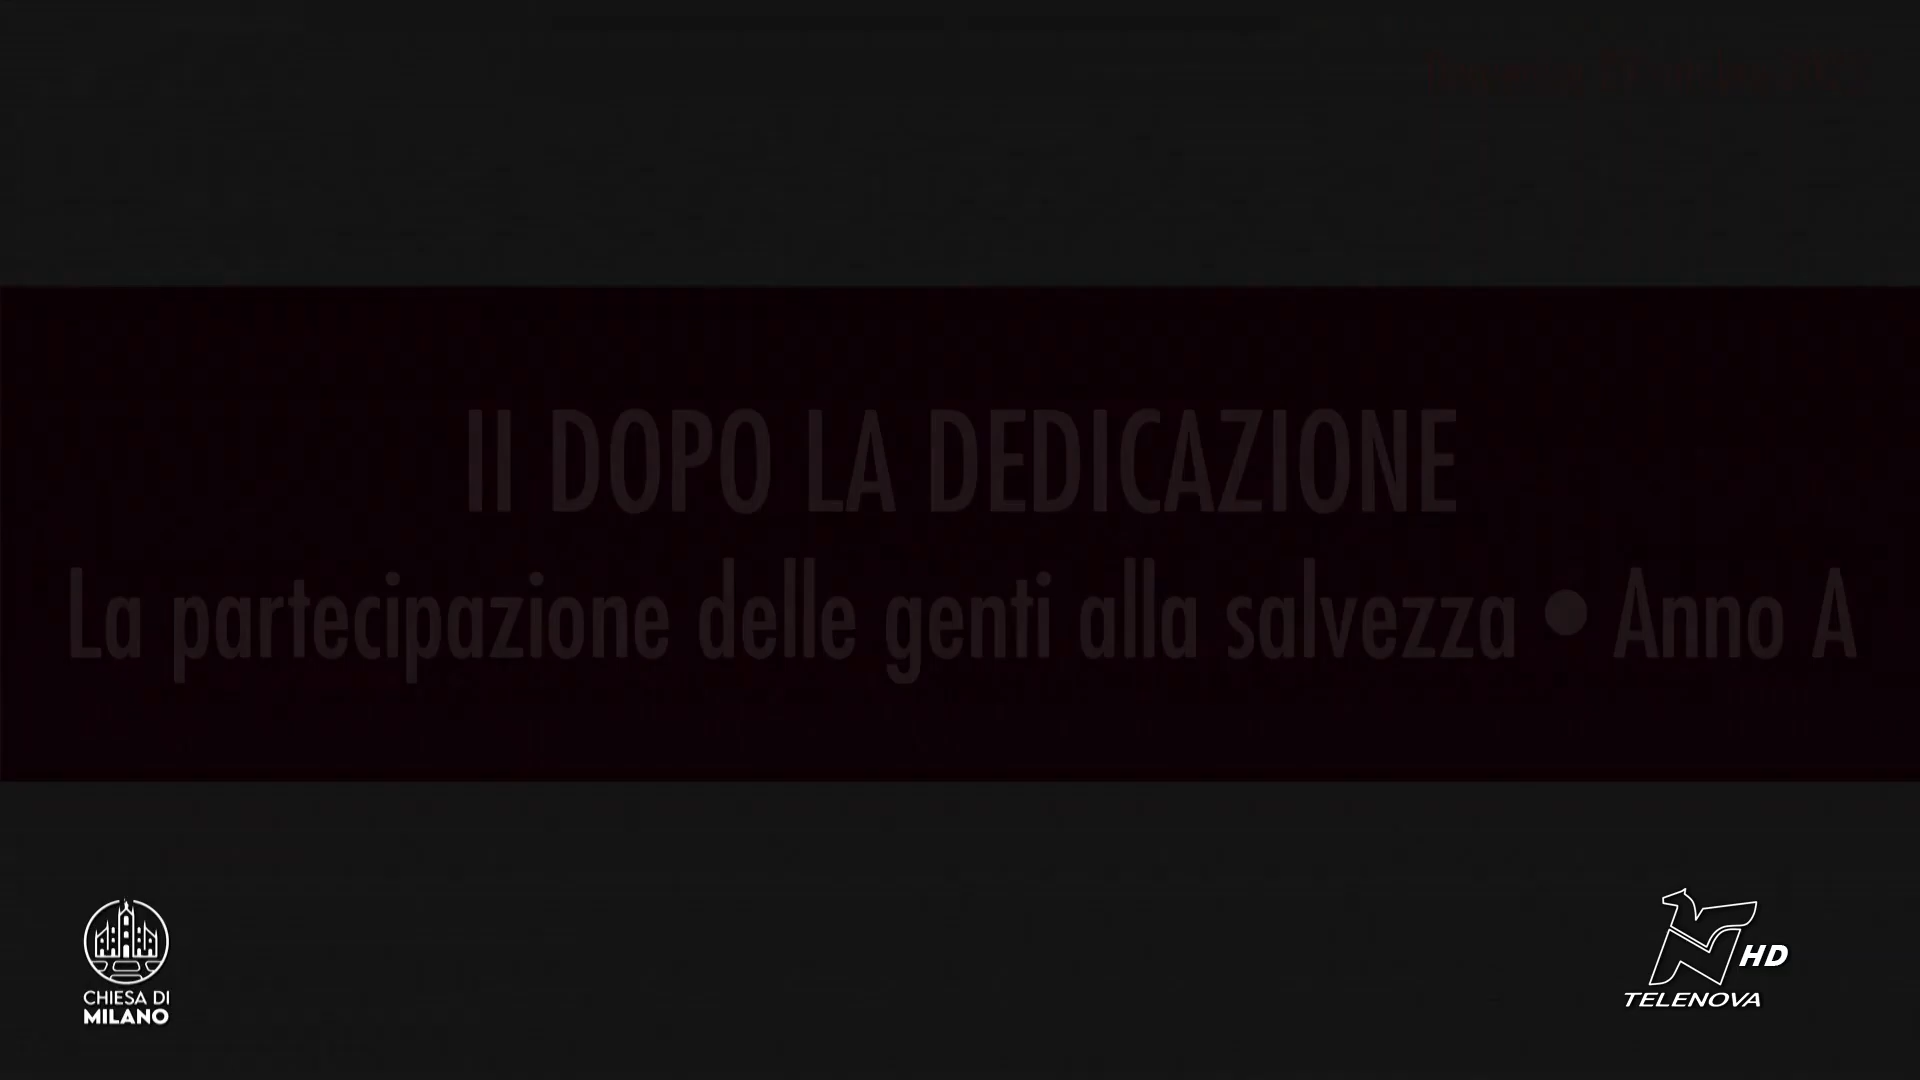 II DOPO LA DEDICAZIONE
La partecipazione delle genti alla salvezza • Anno A
CHIESA DI
MILANO
HD
TELENOVA